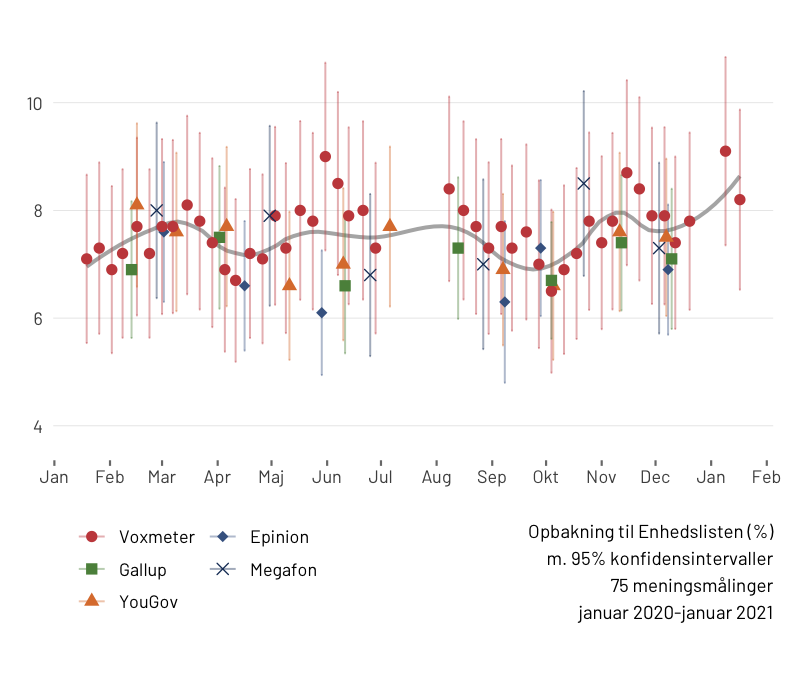 10
8
6
4
Jan Feb Mar Apr Maj Jun Jul Aug Sep Okt Nov Dec Jan Feb
Voxmeter Epinion
Gallup Megafon
YouGov
Opbakning til Enhedslisten (%)
m. 95% konfidensintervaller
75 meningsmålinger
januar 2020-januar 2021